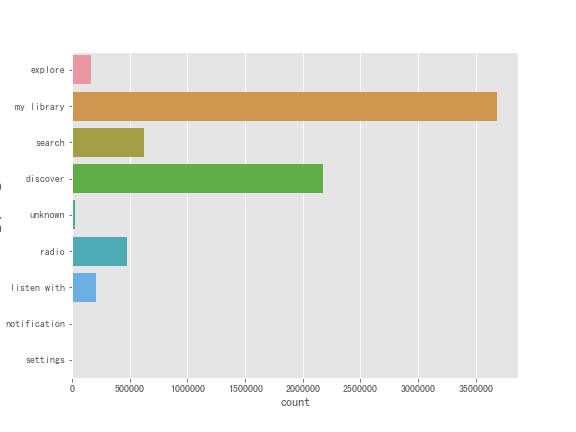 explore
my library
search
discover
unknown
radio
listen with
notification
settings
0 500000 1000000 1500000 2000000 2500000 3000000 3500000
count